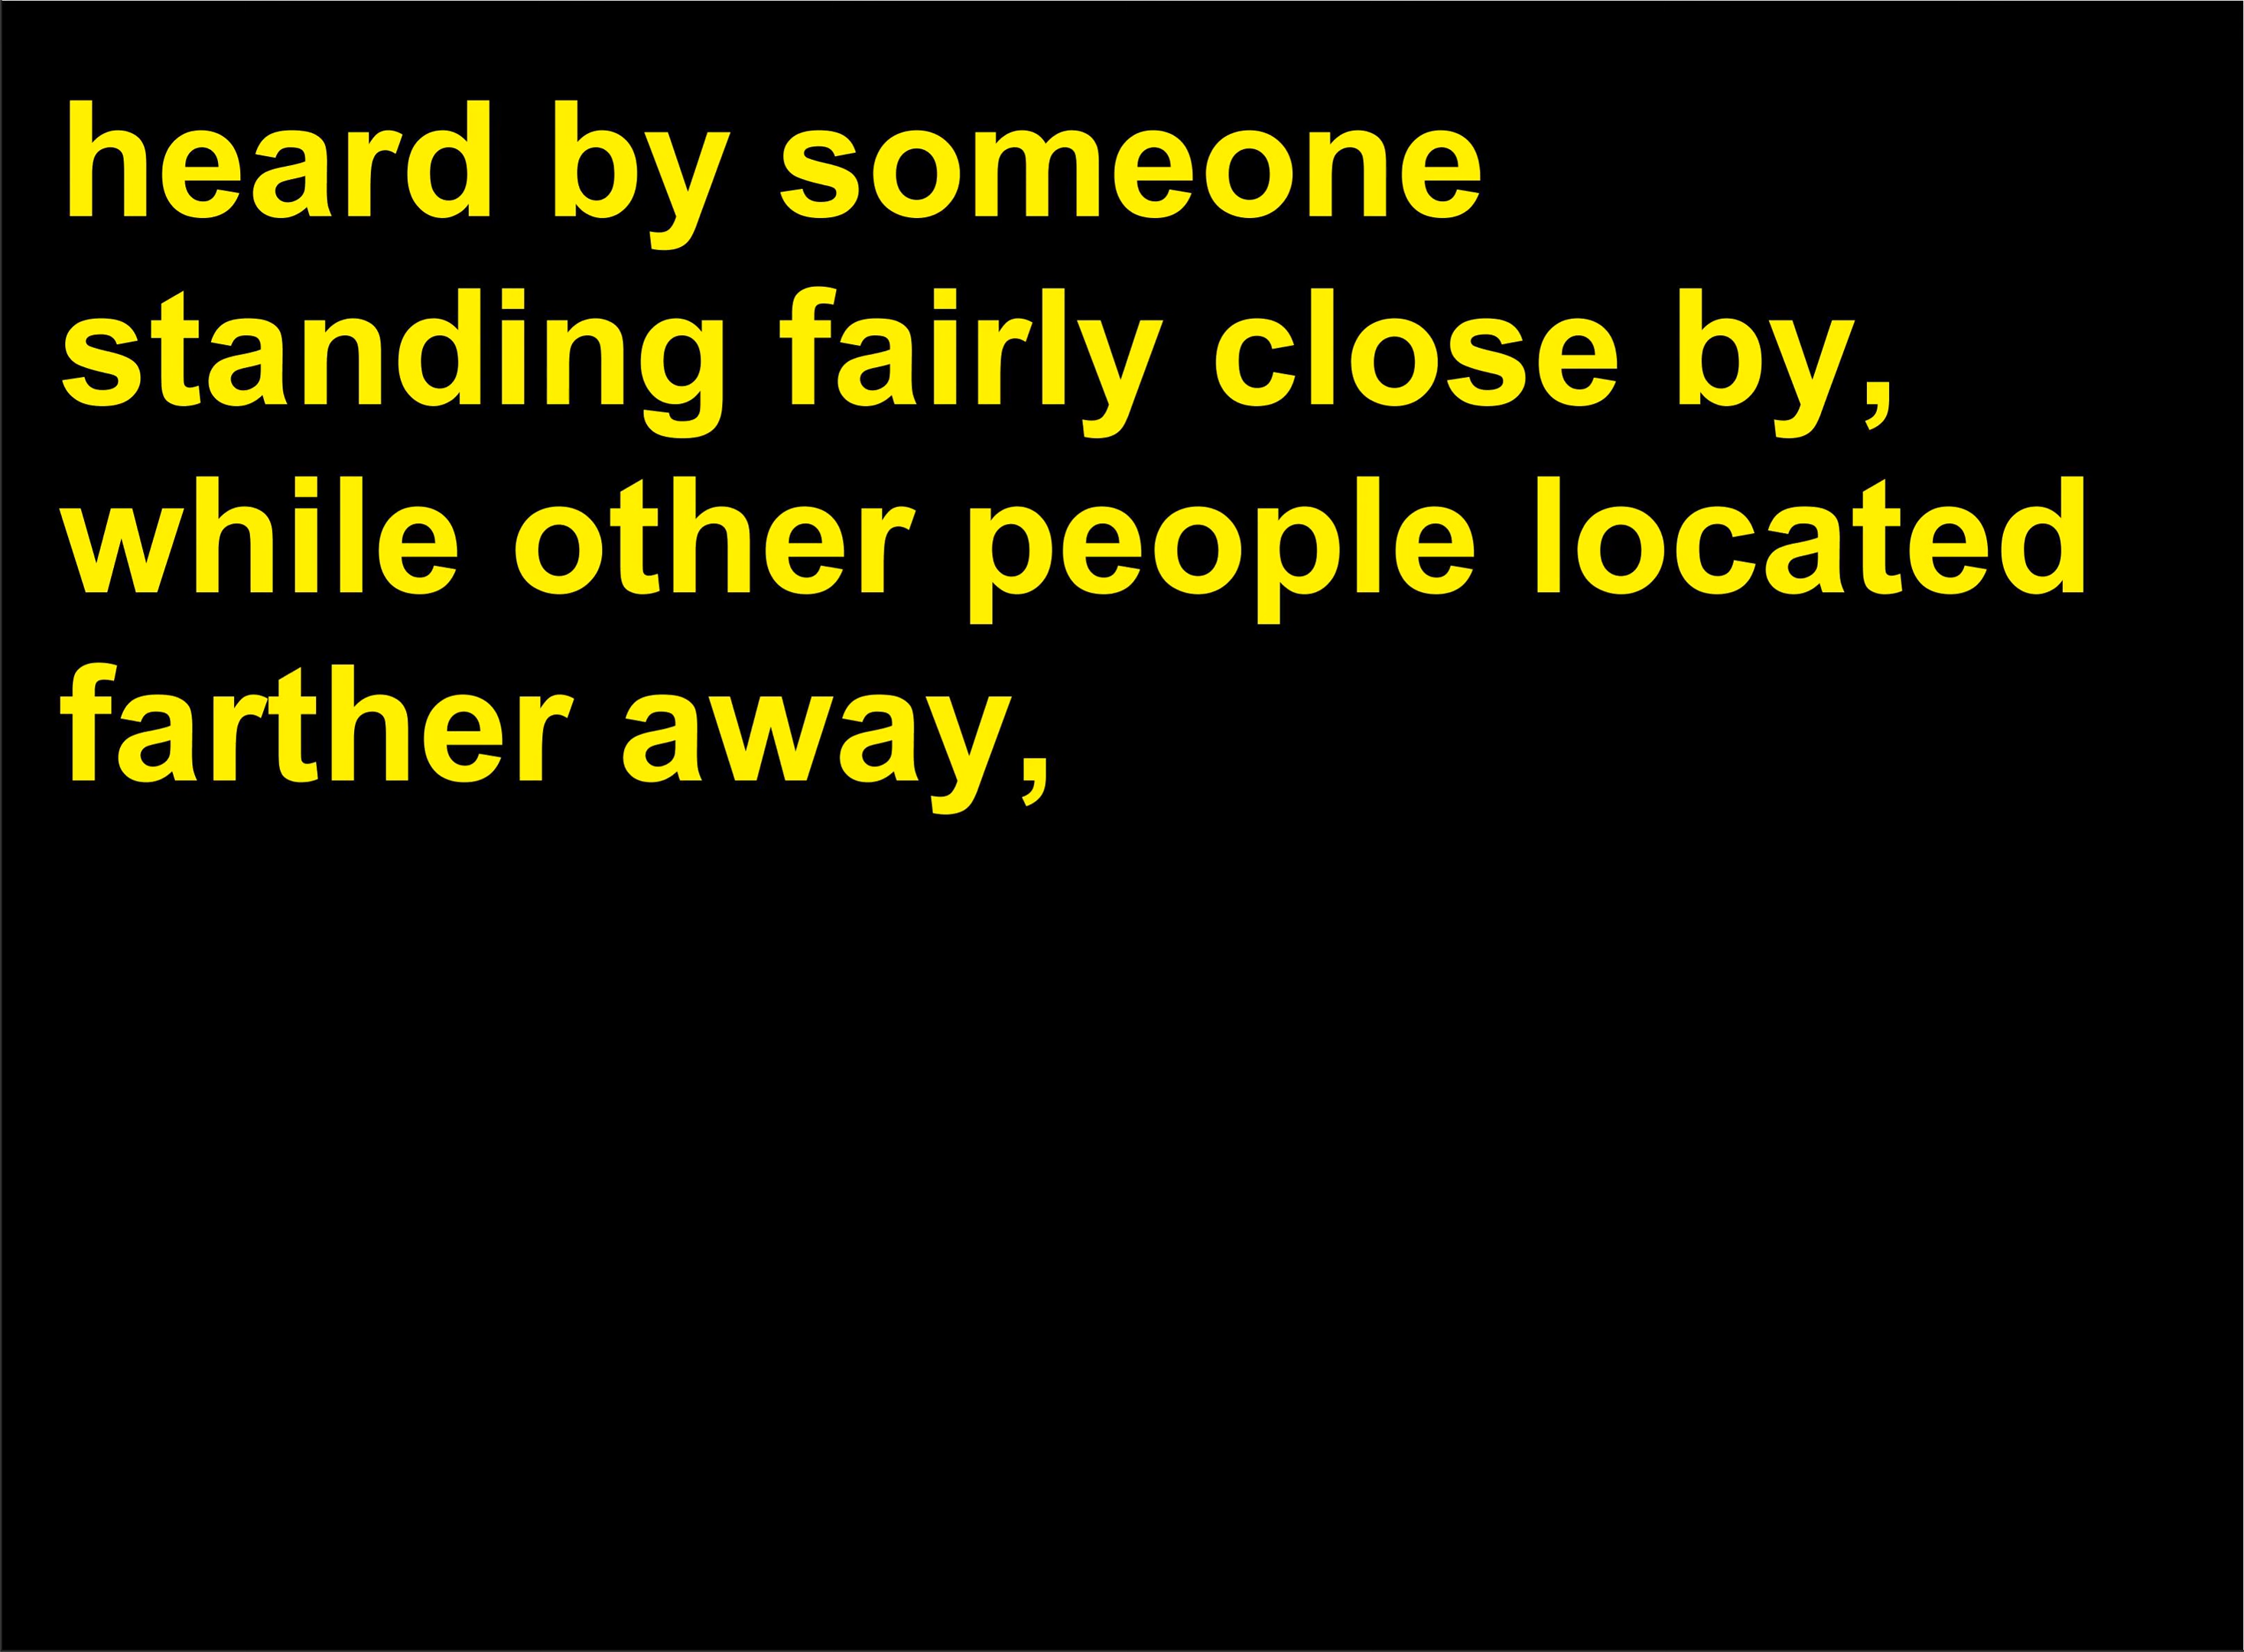 heard by someone
standing fairly close by,
while other people located
farther away,